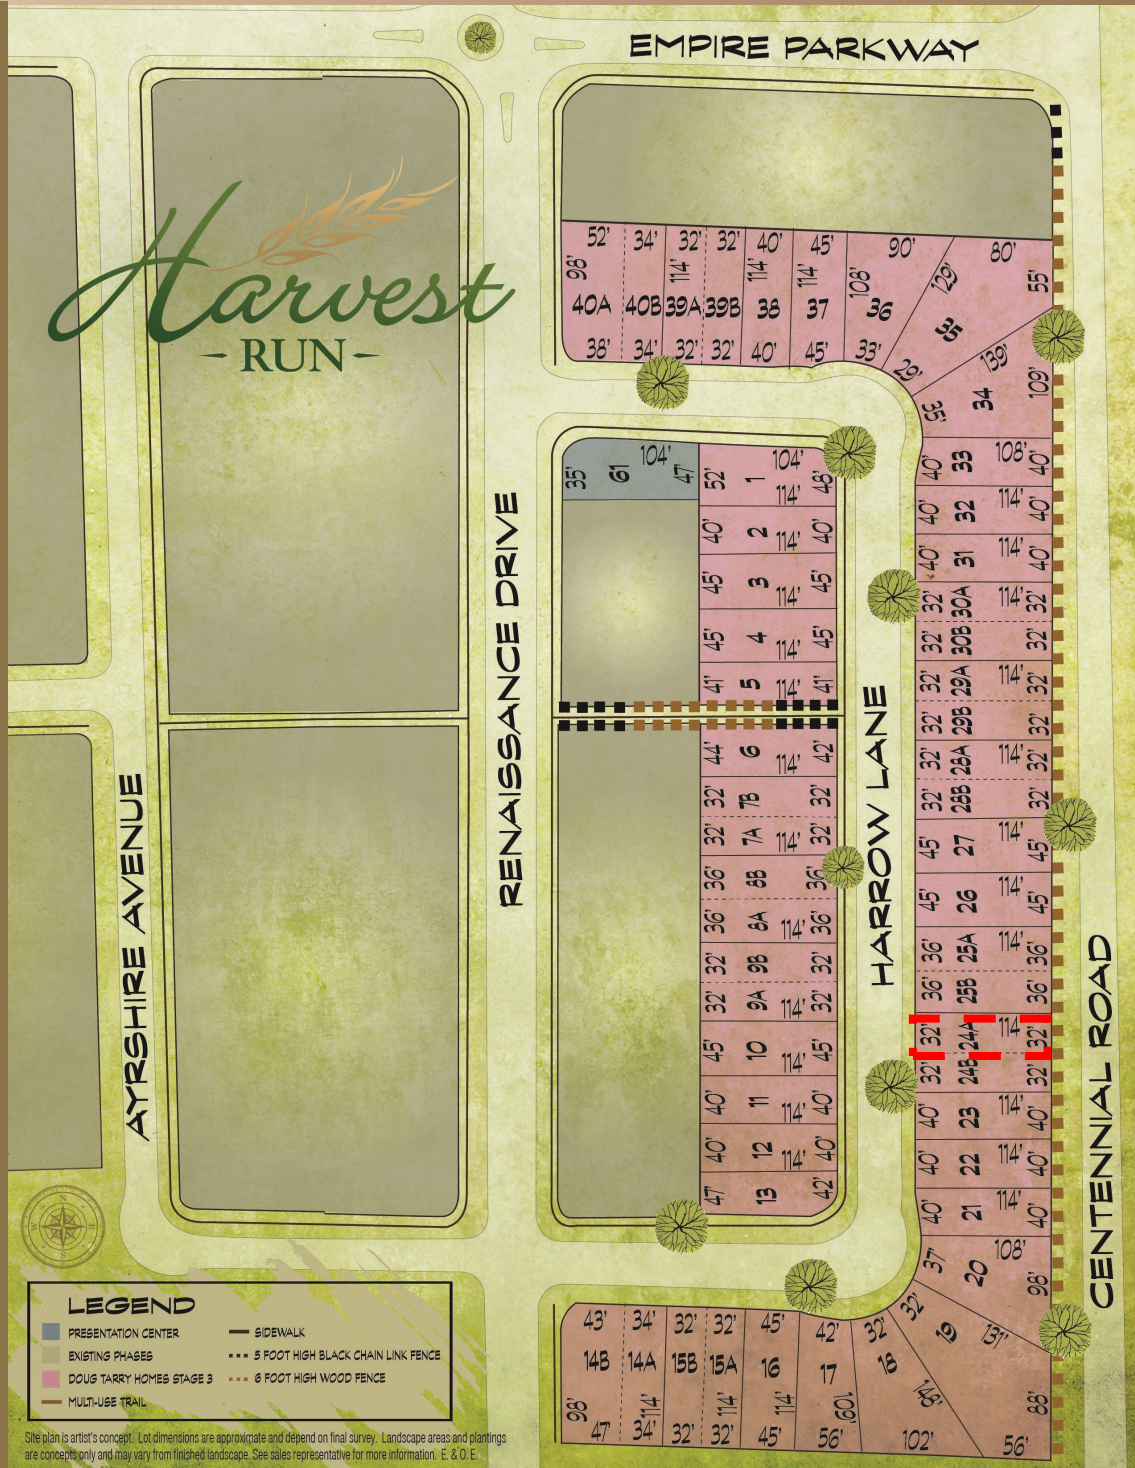 EMPIRE PARKWAY
Harvest
- RUN -
52' 34' 32' 32' 40' 45' 90' 80'
98' 114' 114' 114' 108' 129' 55'
40A 40B 39A 39B 38 37 36 35
38' 34' 32' 32' 40' 45' 33' 29'
139'
35' 34 109'
40' 33 108' 40'
40' 32 114' 40'
40' 31 114' 40'
32' 30A 114' 32'
32' 30B 32'
32' 29A 114' 32'
32' 29B 32'
32' 28A 114' 32'
32' 28B 32'
45' 27 114' 45'
45' 26 114' 45'
36' 25A 114' 36'
36' 25B 36'
32' 24A 114 32'
32' 24B 32'
40' 23 114' 40'
40' 22 114' 40'
40' 21 114' 40'
37' 20 108' 98'
32' 19 131'
35' 61 104' 47'
52' 1 104' 114' 48'
40' 2 114' 40'
45' 3 114' 45'
45' 4 114' 45'
41' 5 114' 41'
44' 6 114' 42'
32' 7B 32'
32' 7A 114' 32'
36' 8B 36'
36' 8A 114' 36'
32' 9B 32'
32' 9A 114' 32'
45' 10 114' 45'
40' 11 114' 40'
40' 12 114' 40'
47' 13 42'
RENAISSANCE DRIVE
HARROW LANE
AYRSHIRE AVENUE
CENTENNIAL ROAD
43' 34' 32' 32' 45' 42' 32'
14B 14A 15B 15A 16 17 18
98' 114' 114' 114' 109' 148' 88'
47' 34' 32' 32' 45' 56' 102' 56'
N
E
S
W
LEGEND
PRESENTATION CENTER
EXISTING PHASES
DOUG TARRY HOMES STAGE 3
MULTI-USE TRAIL
SIDEWALK
5 FOOT HIGH BLACK CHAIN LINK FENCE
6 FOOT HIGH WOOD FENCE
Site plan is artist's concept. Lot dimensions are approximate and depend on final survey. Landscape areas and plantings
are concepts only and may vary from finished landscape. See sales representative for more information. E. & O. E.